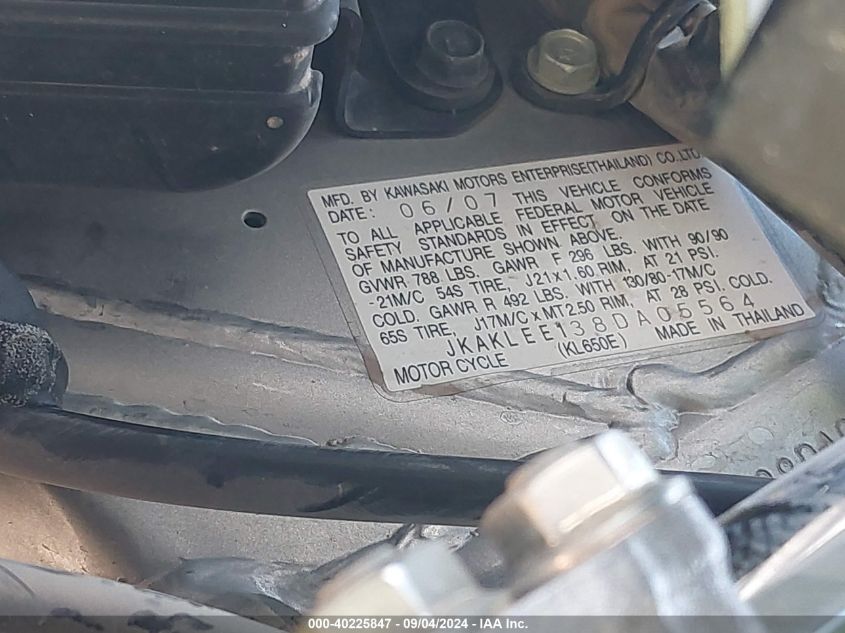 MFD. BY KAWASAKI MOTORS ENTERPRISE(THAILAND) CO.,LTD.
DATE: 06/07 THIS VEHICLE CONFORMS
TO ALL APPLICABLE FEDERAL MOTOR VEHICLE
SAFETY STANDARDS IN EFFECT ON THE DATE
OF MANUFACTURE SHOWN ABOVE.
GVWR 788 LBS. GAWR F 296 LBS. WITH 90/90
-21M/C 54S TIRE, J21x1.60 RIM, AT 21 PSI.
COLD. GAWR R 492 LBS. WITH 130/80-17M/C
65S TIRE, J17M/C x MT2.50 RIM, AT 28 PSI. COLD.
JKAKLEE138DA05564
MOTOR CYCLE (KL650E) MADE IN THAILAND
000-40225847 - 09/04/2024 - IAA Inc.